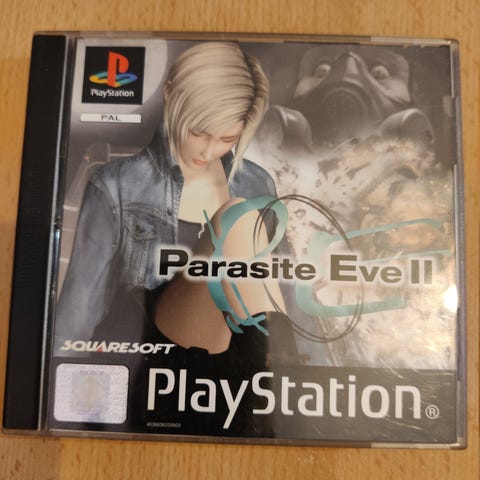 PlayStation
PAL
Parasite Eve II
SQUARESOFT
PlayStation®